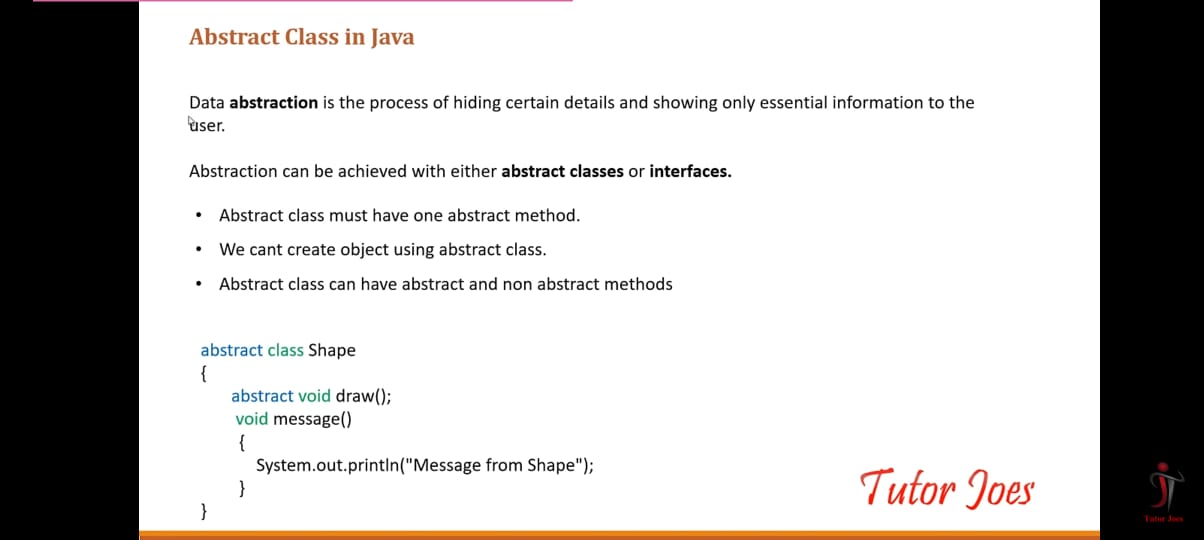 Abstract Class in Java
Data abstraction is the process of hiding certain details and showing only essential information to the
user.
Abstraction can be achieved with either abstract classes or interfaces.
• Abstract class must have one abstract method.
• We cant create object using abstract class.
• Abstract class can have abstract and non abstract methods
abstract class Shape
{
abstract void draw();
void message()
{
System.out.println("Message from Shape");
}
}
Tutor Joes
Tutor Joes